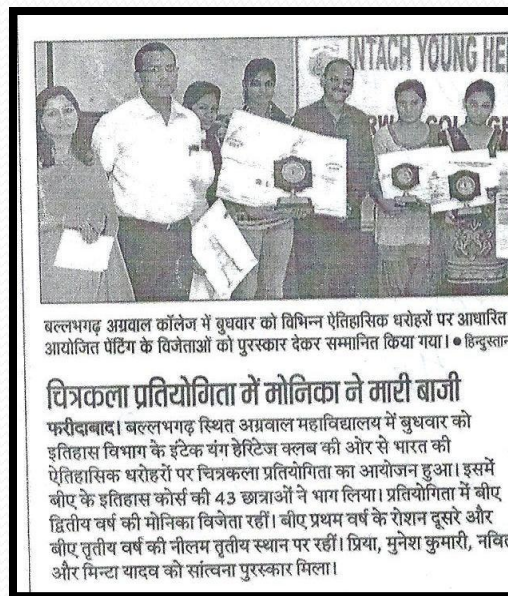 INTACH YOUNG HE
RW COLLEGE
बल्लभगढ़ अग्रवाल कॉलेज में बुधवार को विभिन्न ऐतिहासिक धरोहरों पर आधारित
आयोजित पेंटिंग के विजेताओं को पुरस्कार देकर सम्मानित किया गया। ● हिन्दुस्तान
चित्रकला प्रतियोगिता में मोनिका ने मारी बाजी
फरीदाबाद। बल्लभगढ़ स्थित अग्रवाल महाविद्यालय में बुधवार को
इतिहास विभाग के इंटेक यंग हेरिटेज क्लब की ओर से भारत की
ऐतिहासिक धरोहरों पर चित्रकला प्रतियोगिता का आयोजन हुआ। इसमें
बीए के इतिहास कोर्स की 43 छात्राओं ने भाग लिया। प्रतियोगिता में बीए
द्वितीय वर्ष की मोनिका विजेता रहीं। बीए प्रथम वर्ष के रोशन दूसरे और
बीए तृतीय वर्ष की नीलम तृतीय स्थान पर रहीं। प्रिया, मुनेश कुमारी,
और मिन्टा यादव को सांत्वना पुरस्कार मिला।